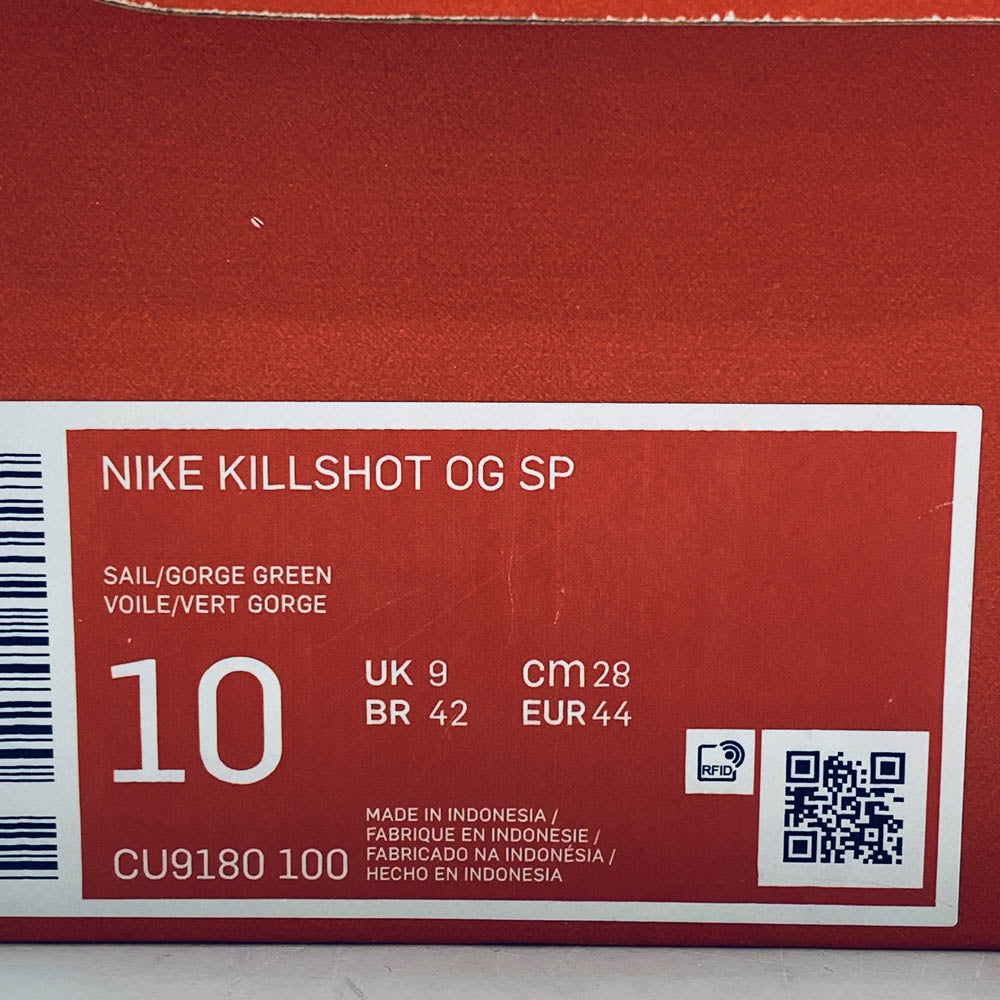 NIKE KILLSHOT OG SP
SAIL/GORGE GREEN
VOILE/VERT GORGE
10
UK 9
cm 28
BR 42
EUR 44
RFID
MADE IN INDONESIA /
FABRIQUE EN INDONESIE /
FABRICADO NA INDONÉSIA /
HECHO EN INDONESIA
CU9180 100